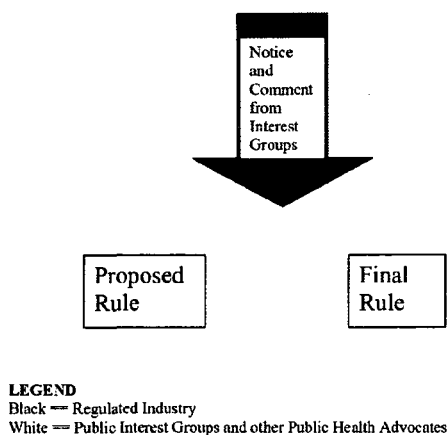 Notice
and
Comment
from
Interest
Groups
Proposed
Rule
Final
Rule
LEGEND
Black == Regulated Industry
White == Public Interest Groups and other Public Health Advocates